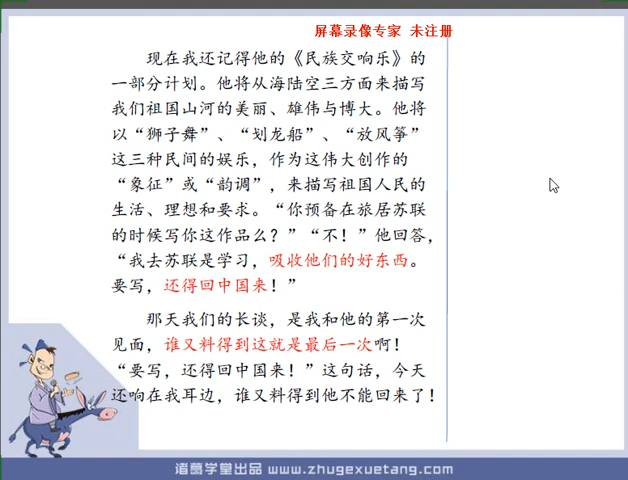 屏幕录像专家 未注册
现在我还记得他的《民族交响乐》的
一部分计划。他将从海陆空三方面来描写
我们祖国山河的美丽、雄伟与博大。他将
以“狮子舞”、“划龙船”、“放风筝”
这三种民间的娱乐，作为这伟大创作的
“象征”或“韵调”，来描写祖国人民的
生活、理想和要求。“你预备在旅居苏联
的时候写你这作品么？”“不！”他回答，
“我去苏联是学习，吸收他们的好东西。
要写，还得回中国来！”
那天我们的长谈，是我和他的第一次
见面，谁又料得到这就是最后一次啊！
“要写，还得回中国来！”这句话，今天
还响在我耳边，谁又料得到他不能回来了！
诸葛学堂出品 www.zhugexuetang.com